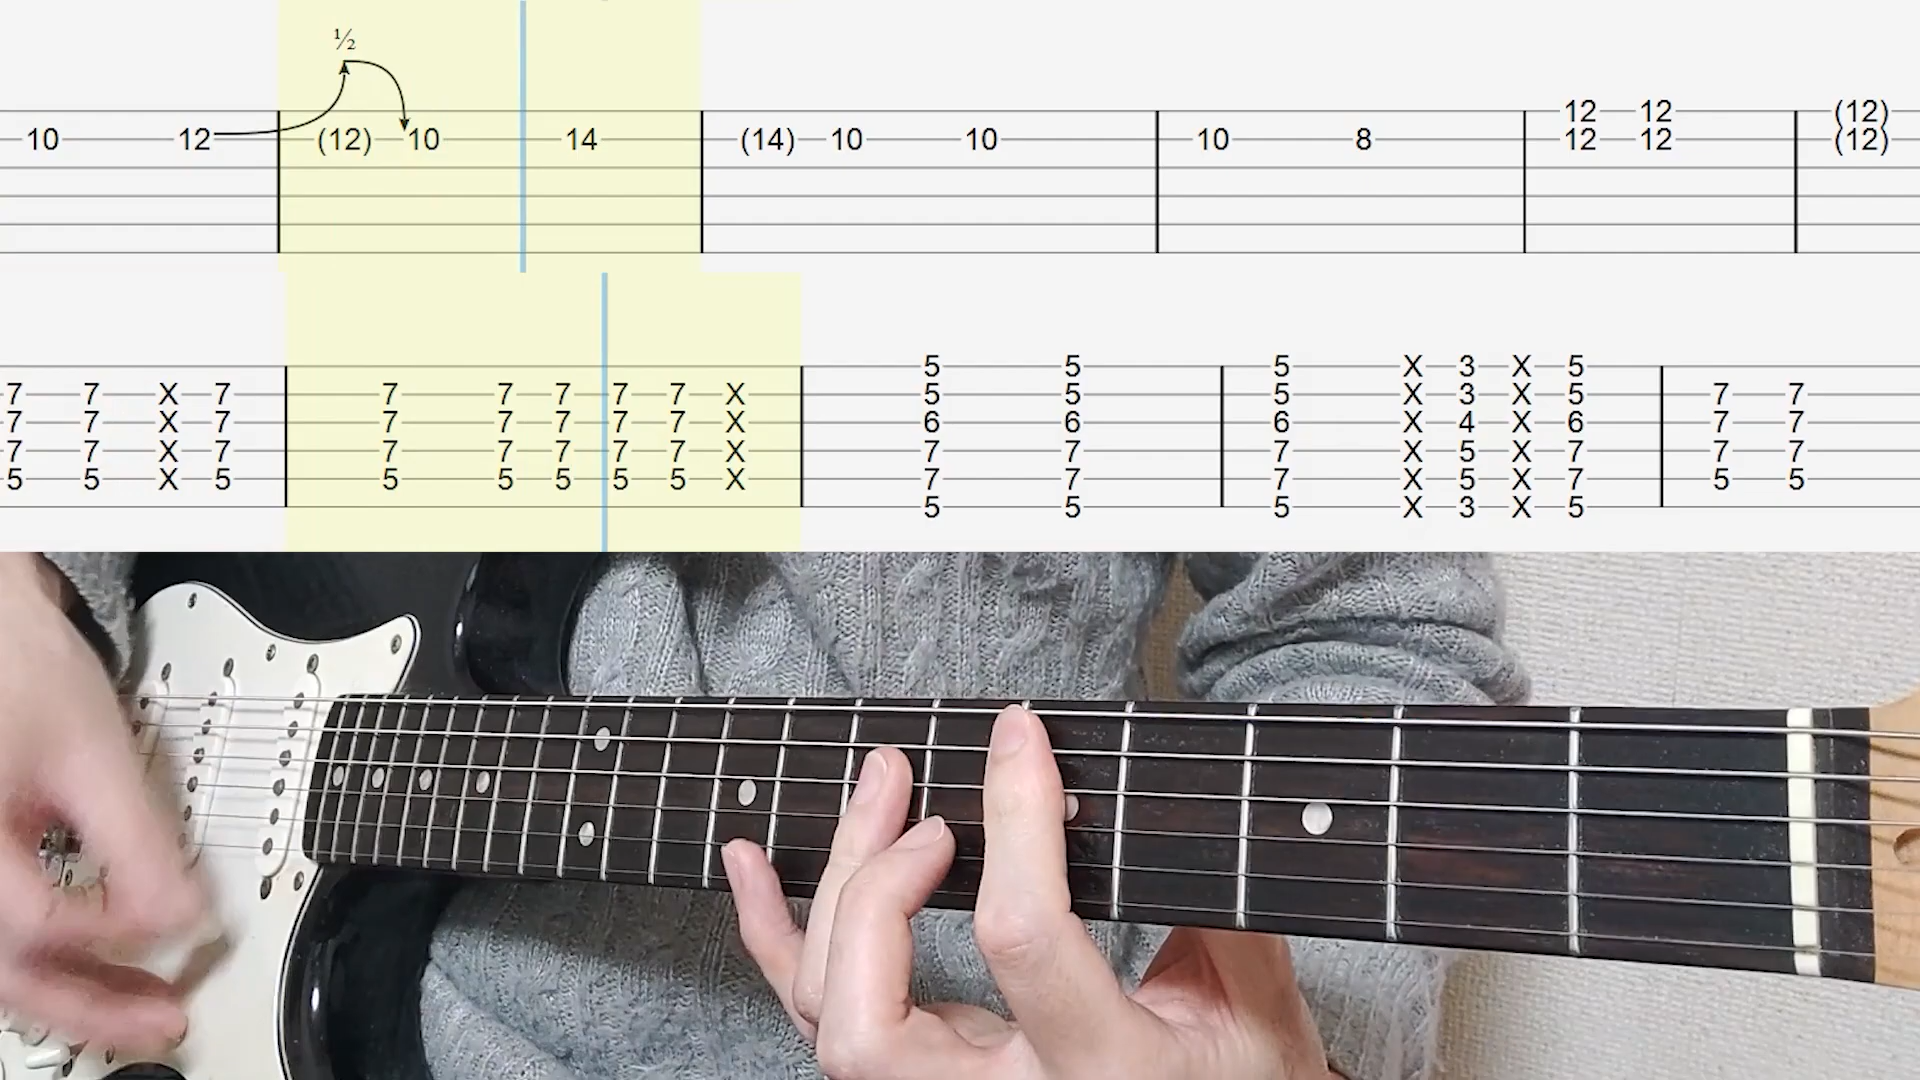 ½
12 12 (12)
10 12 (12) 10 14 (14) 10 10 10 8 12 12 (12)
5 5 5 X 3 X 5
7 7 X 7 7 7 7 7 7 X 5 5 5 X 3 X 5 7 7
7 7 X 7 7 7 7 7 7 X 6 6 6 X 4 X 6 7 7
7 7 X 7 7 7 7 7 7 X 7 7 7 X 5 X 7 7 7
5 5 X 5 5 5 5 5 5 X 7 7 7 X 5 X 7 5 5
5 5 5 X 3 X 5